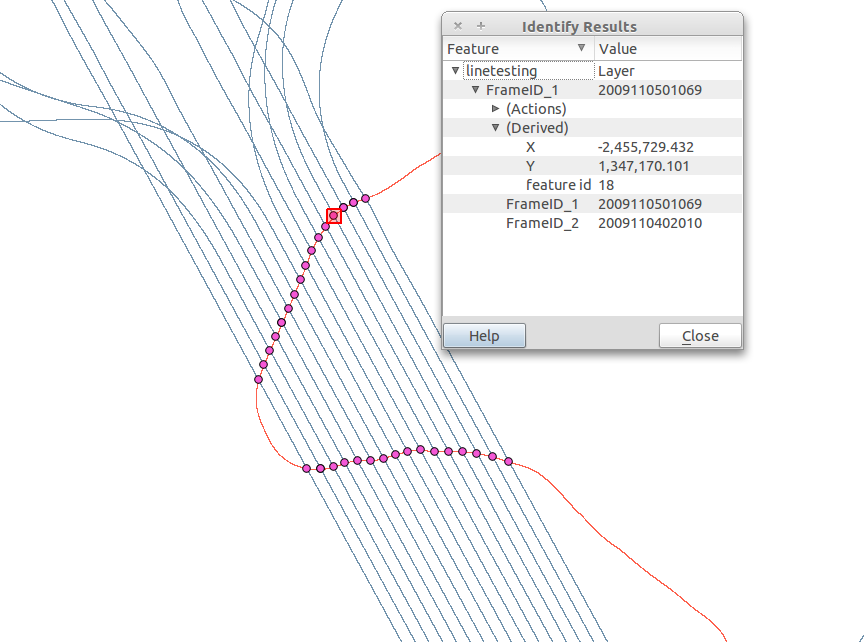 Identify Results
Feature Value
linetesting Layer
FrameID_1 2009110501069
(Actions)
(Derived)
X -2,455,729.432
Y 1,347,170.101
feature id 18
FrameID_1 2009110501069
FrameID_2 2009110402010
Help Close